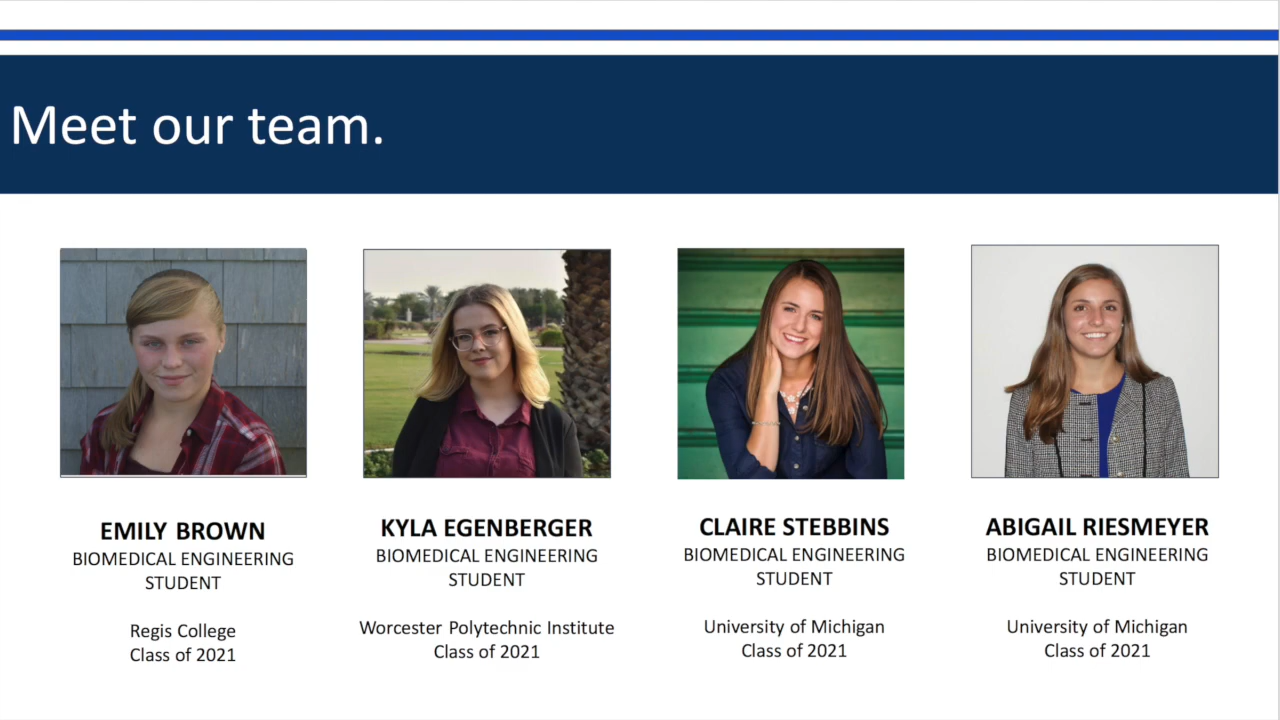 Meet our team.
EMILY BROWN
BIOMEDICAL ENGINEERING
STUDENT
Regis College
Class of 2021
KYLA EGENBERGER
BIOMEDICAL ENGINEERING
STUDENT
Worcester Polytechnic Institute
Class of 2021
CLAIRE STEBBINS
BIOMEDICAL ENGINEERING
STUDENT
University of Michigan
Class of 2021
ABIGAIL RIESMEYER
BIOMEDICAL ENGINEERING
STUDENT
University of Michigan
Class of 2021